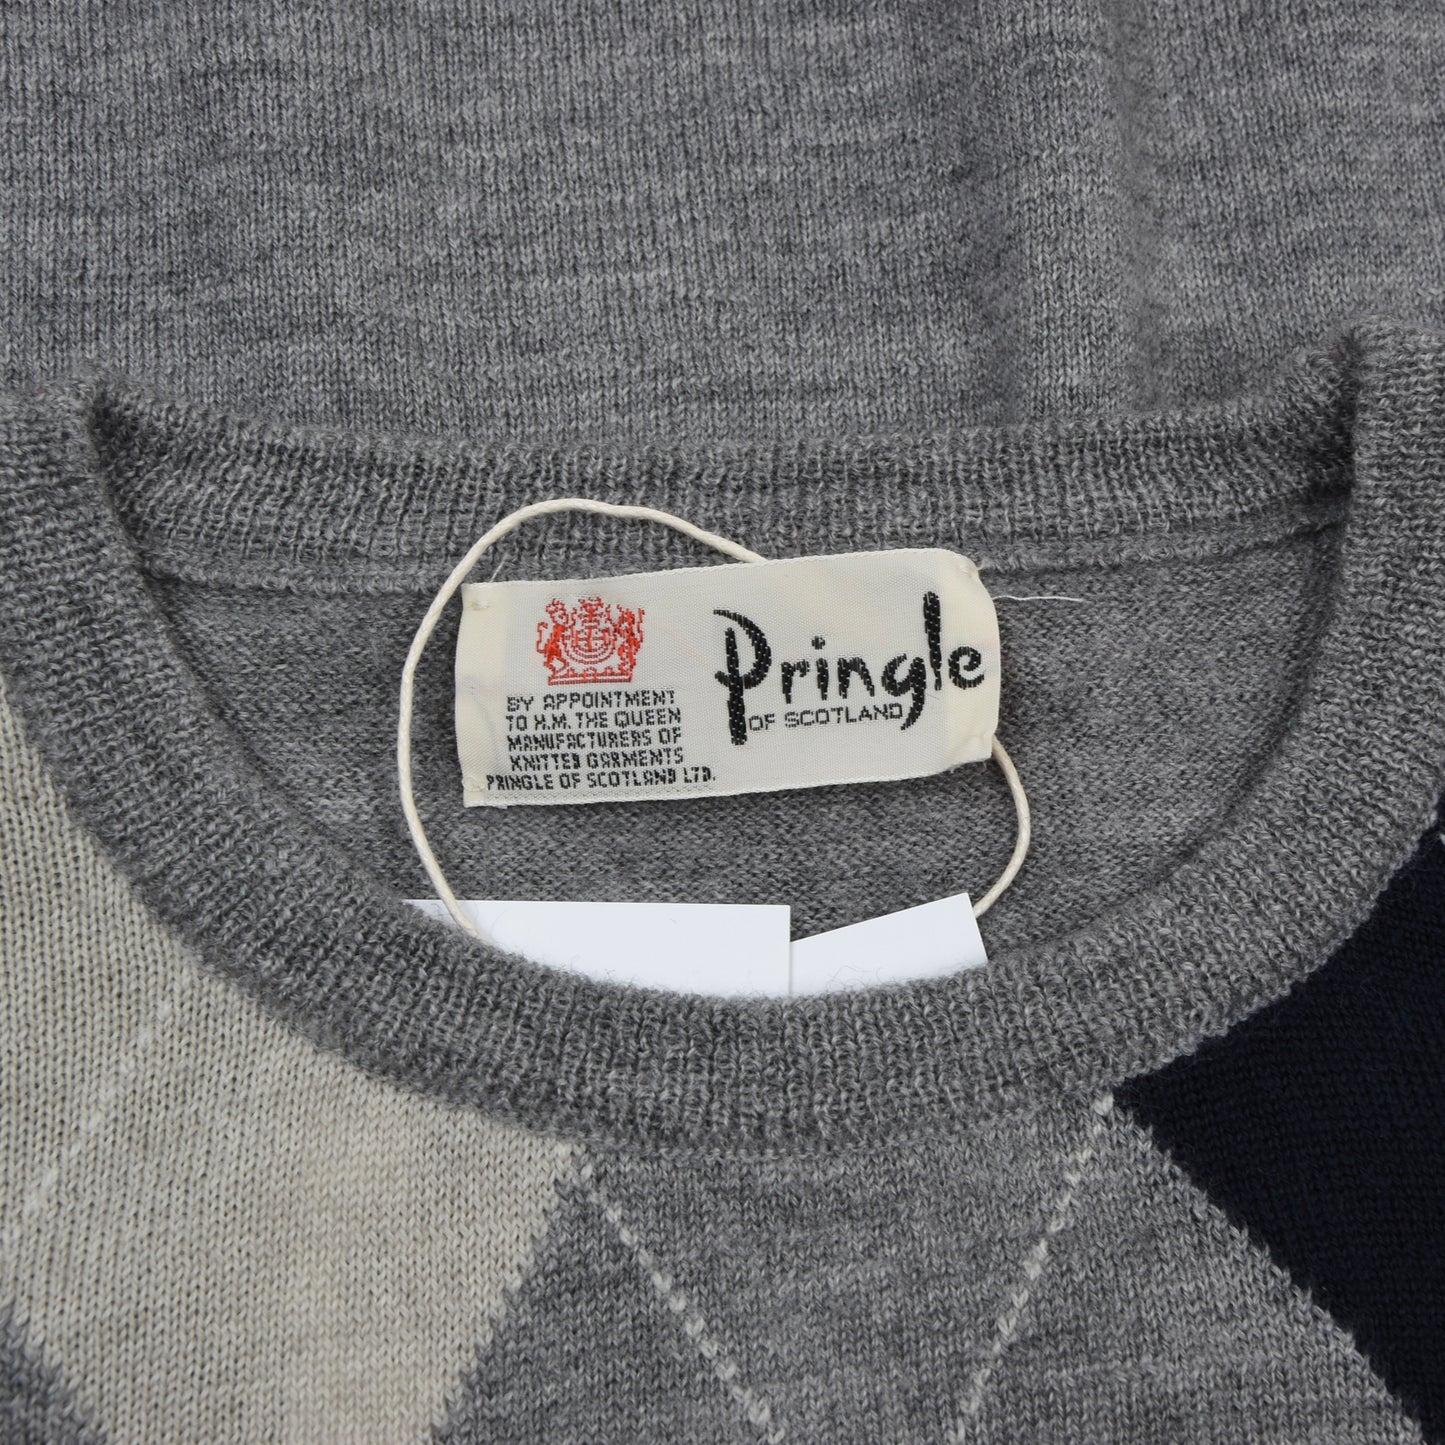 BY APPOINTMENT
TO H.M. THE QUEEN
MANUFACTURERS OF
KNITTED GARMENTS
PRINGLE OF SCOTLAND LTD.
Pringle
OF SCOTLAND